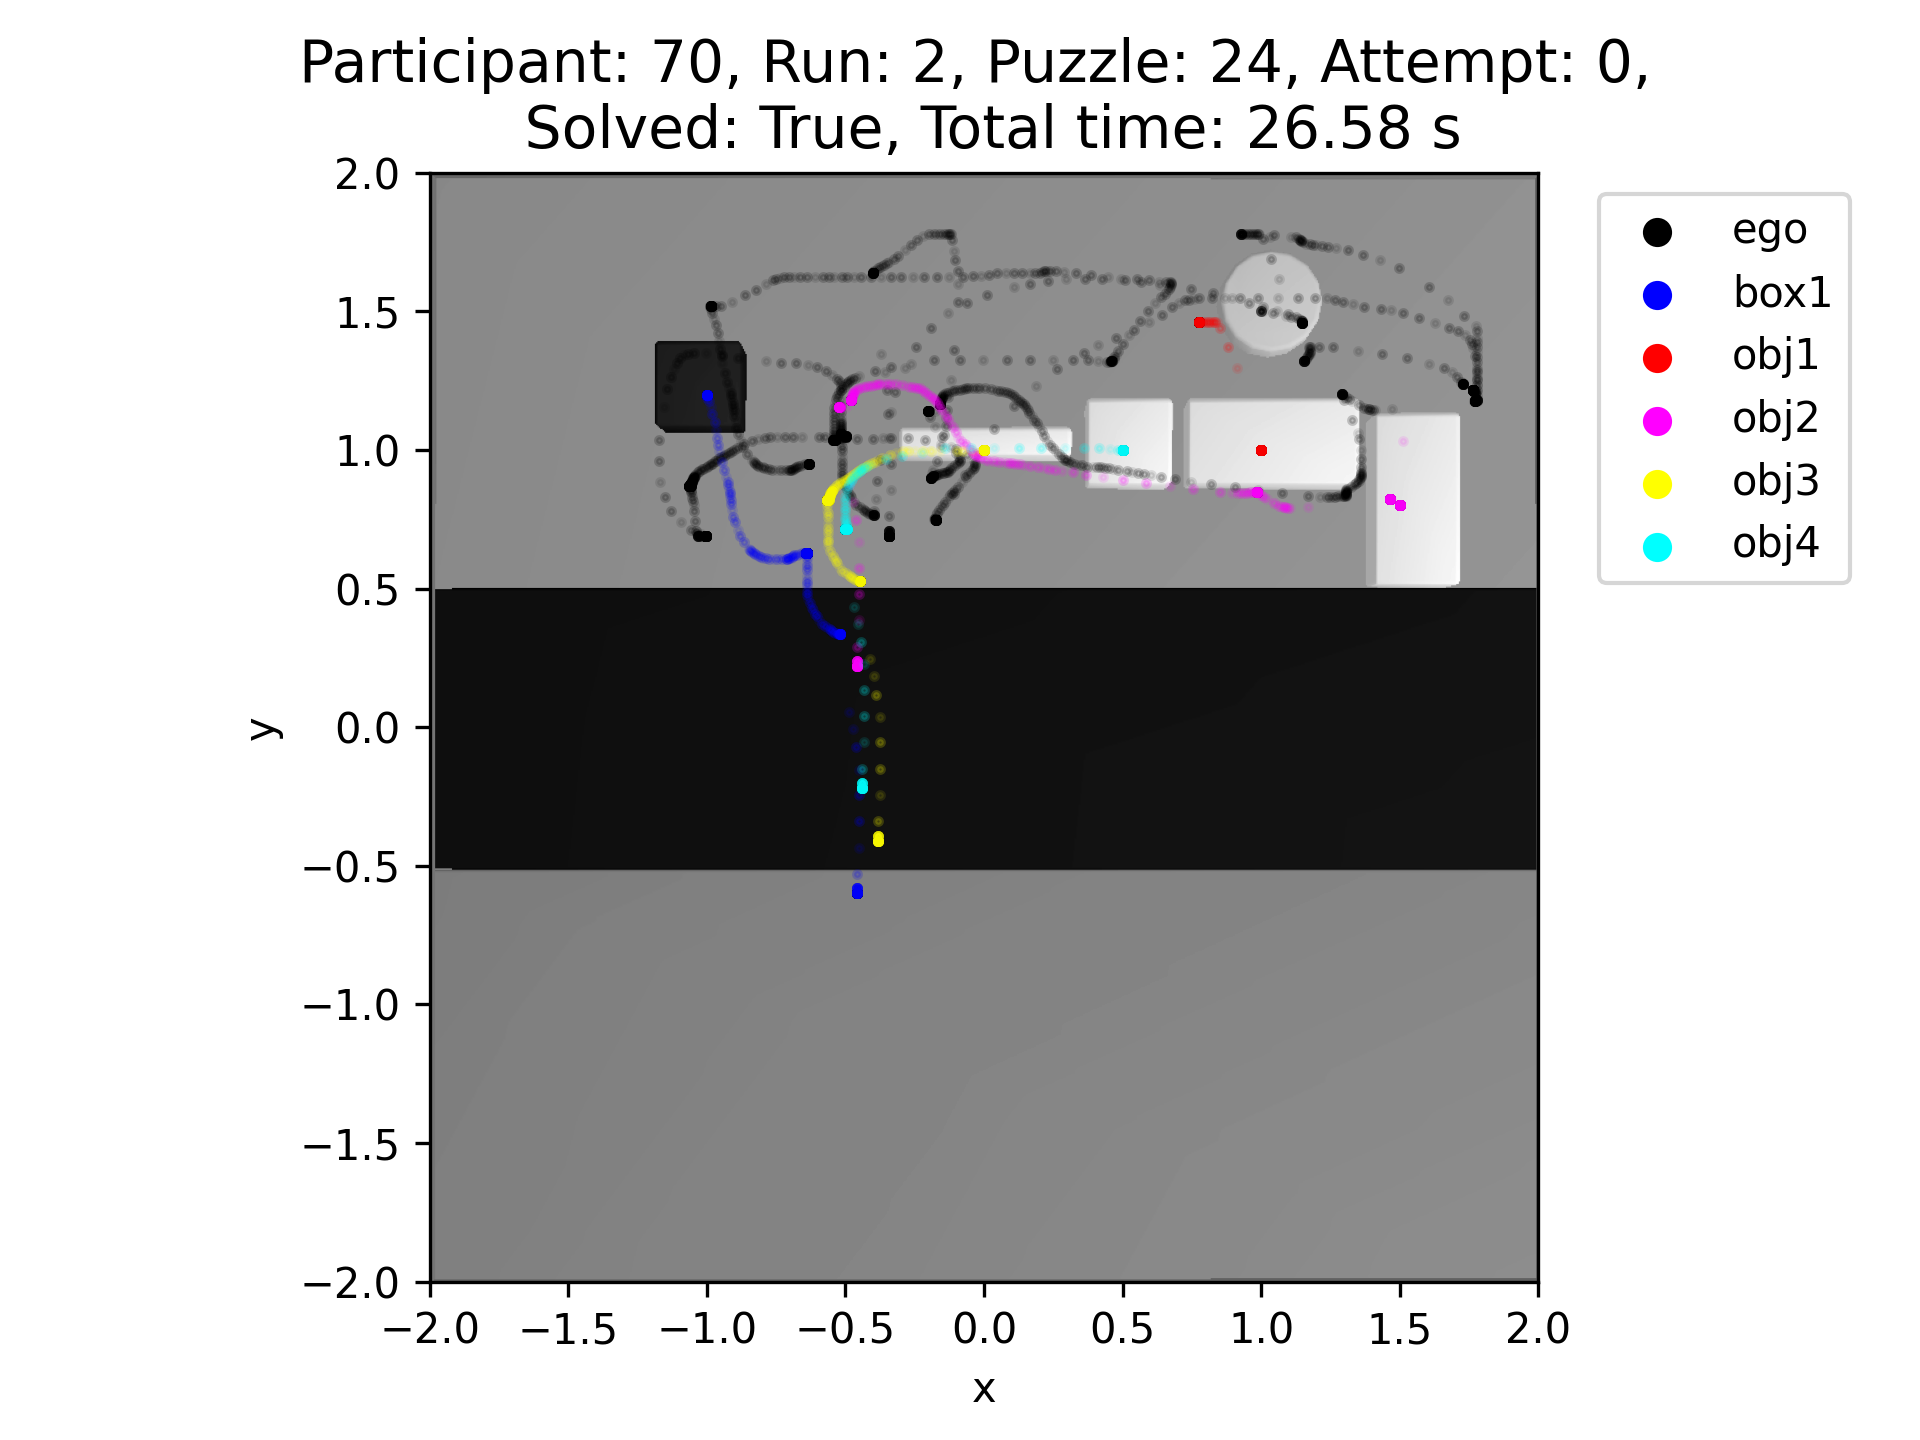 Participant: 70, Run: 2, Puzzle: 24, Attempt: 0,
Solved: True, Total time: 26.58 s
2.0
1.5
1.0
0.5
0.0
−0.5
−1.0
−1.5
−2.0
y
−2.0 −1.5 −1.0 −0.5 0.0 0.5 1.0 1.5 2.0
x
ego
box1
obj1
obj2
obj3
obj4